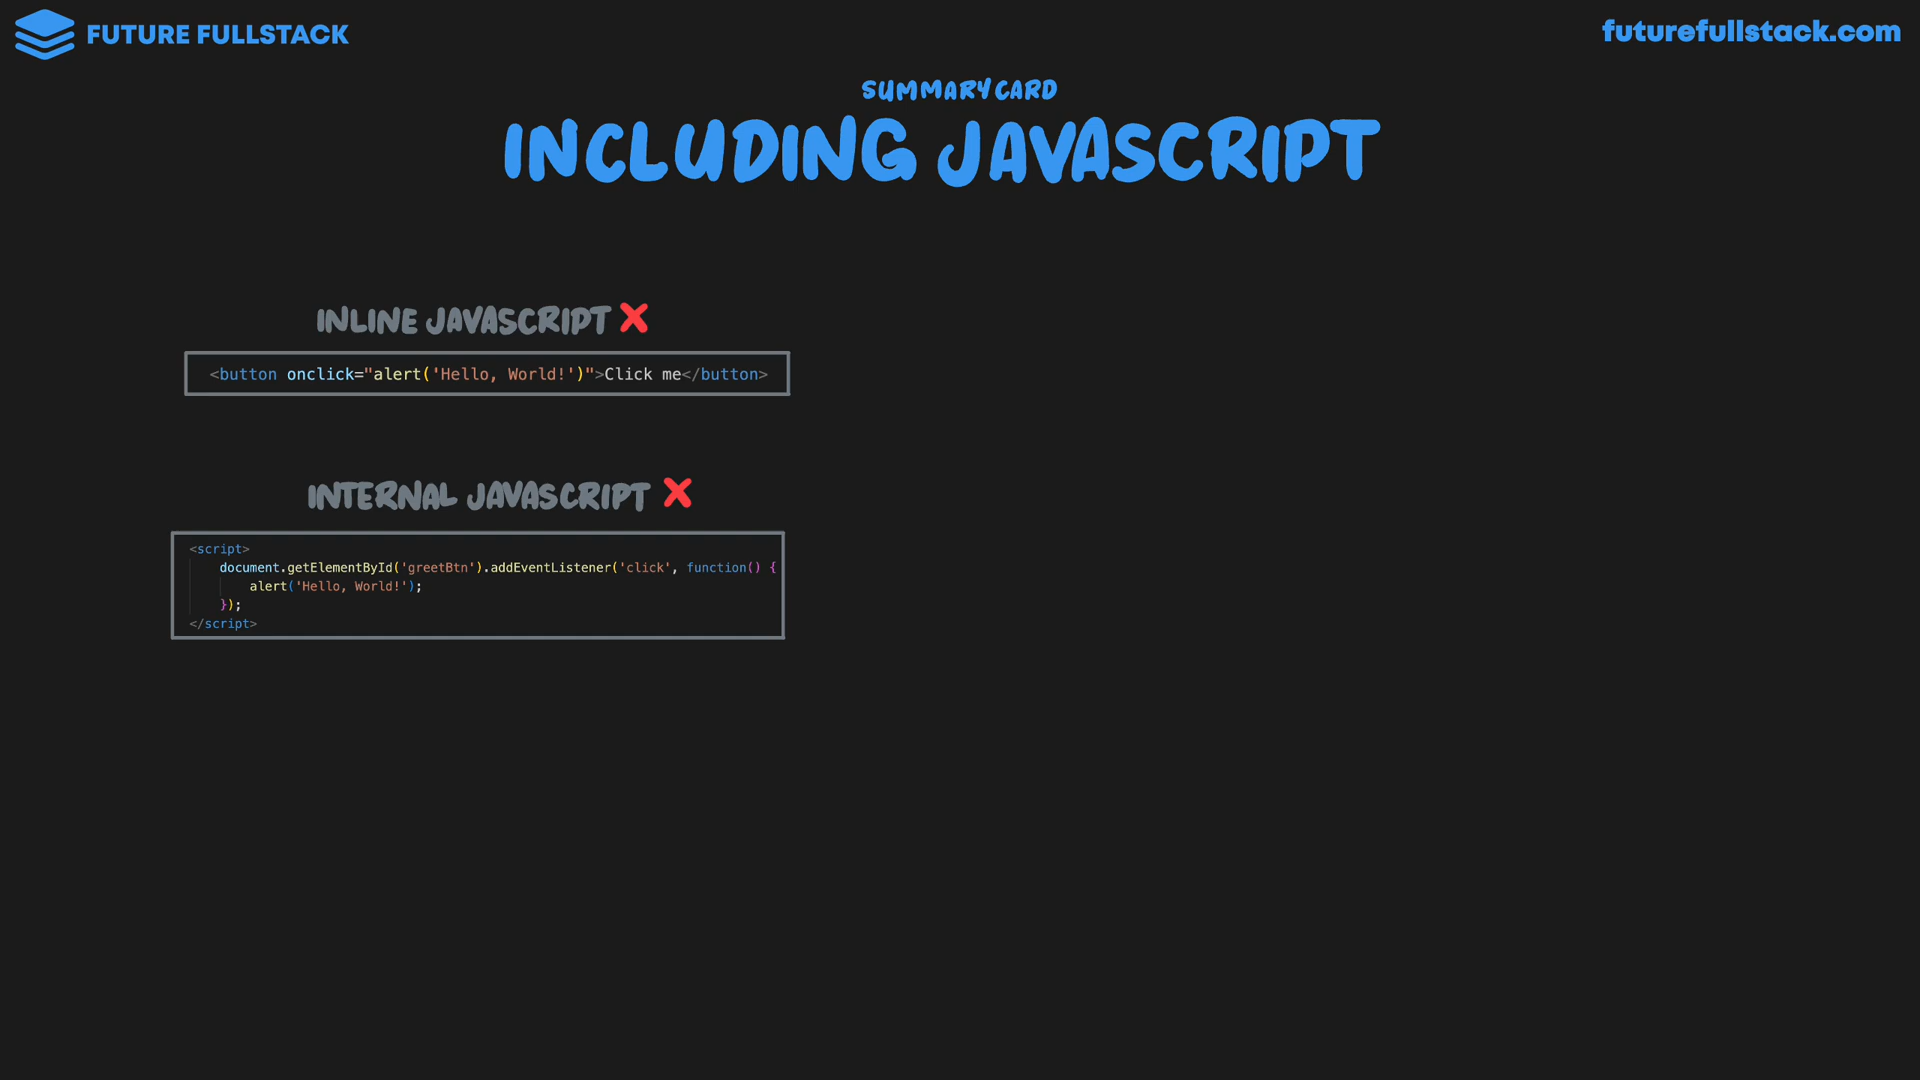 FUTURE FULLSTACK
futurefullstack.com
SUMMARY CARD
INCLUDING JAVASCRIPT
INLINE JAVASCRIPT ❌
<button onclick="alert('Hello, World!')">Click me</button>
INTERNAL JAVASCRIPT ❌
<script>
    document.getElementById('greetBtn').addEventListener('click', function() {
        alert('Hello, World!');
    });
</script>